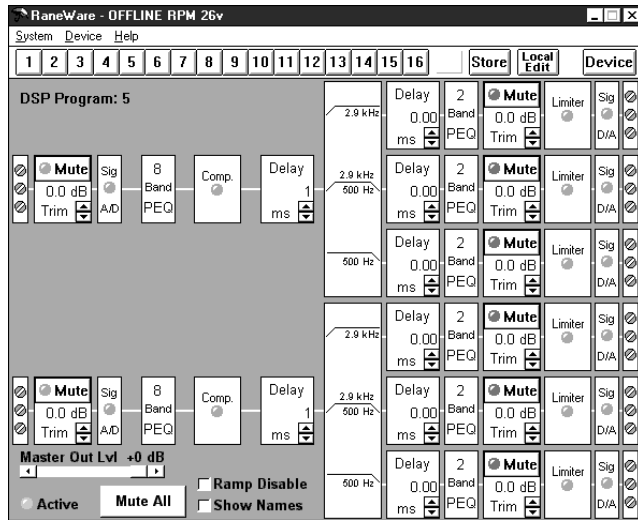 RaneWare - OFFLINE RPM 26v
System Device Help
1 2 3 4 5 6 7 8 9 10 11 12 13 14 15 16 Store Local Edit Device
DSP Program: 5
2.9 kHz
Delay 0.00 ms
2 Band PEQ
Mute 0.0 dB Trim
Limiter
Sig D/A
Mute 0.0 dB Trim
Sig A/D
8 Band PEQ
Comp.
Delay 1 ms
2.9 kHz
500 Hz
Delay 0.00 ms
2 Band PEQ
Mute 0.0 dB Trim
Limiter
Sig D/A
500 Hz
Delay 0.00 ms
2 Band PEQ
Mute 0.0 dB Trim
Limiter
Sig D/A
2.9 kHz
Delay 0.00 ms
2 Band PEQ
Mute 0.0 dB Trim
Limiter
Sig D/A
Mute 0.0 dB Trim
Sig A/D
8 Band PEQ
Comp.
Delay 1 ms
2.9 kHz
500 Hz
Delay 0.00 ms
2 Band PEQ
Mute 0.0 dB Trim
Limiter
Sig D/A
500 Hz
Delay 0.00 ms
2 Band PEQ
Mute 0.0 dB Trim
Limiter
Sig D/A
Master Out Lvl +0 dB
Active
Mute All
Ramp Disable
Show Names